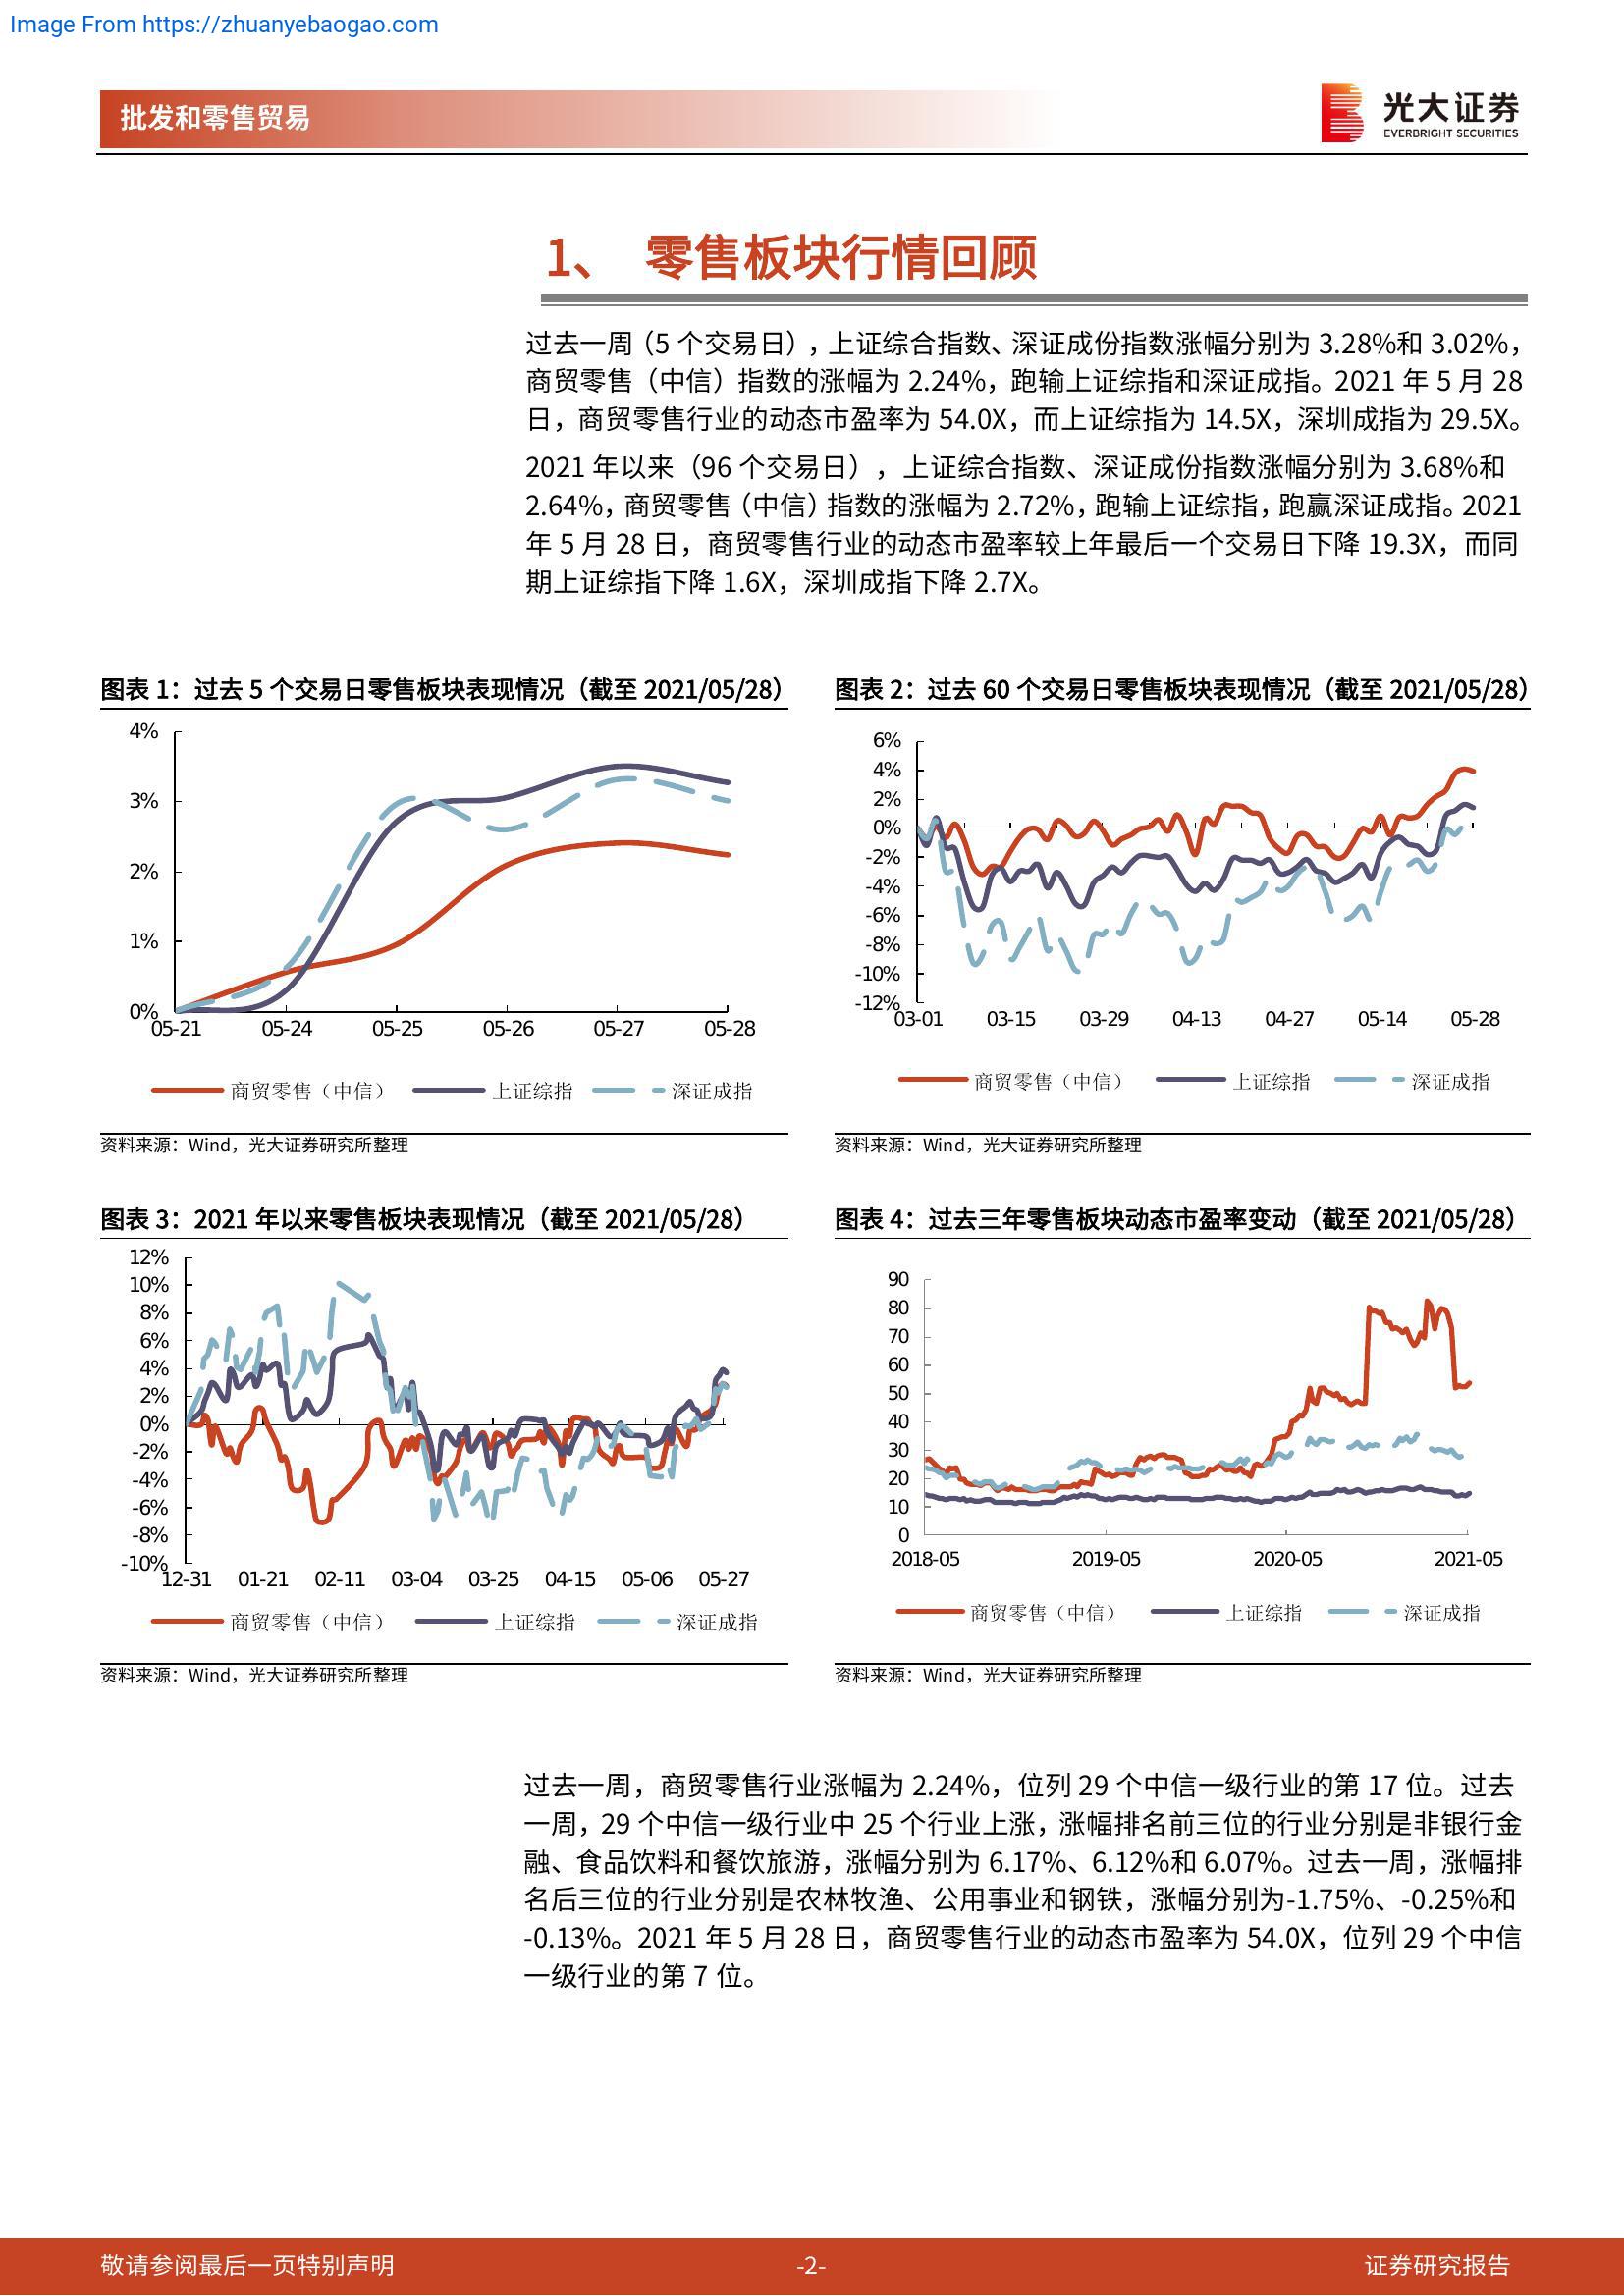 Image From https://zhuanyebaogao.com
批发和零售贸易
光大证券
EVERBRIGHT SECURITIES
1、 零售板块行情回顾
过去一周（5 个交易日），上证综合指数、深证成份指数涨幅分别为 3.28%和 3.02%，
商贸零售（中信）指数的涨幅为 2.24%，跑输上证综指和深证成指。2021 年 5 月 28
日，商贸零售行业的动态市盈率为 54.0X，而上证综指为 14.5X，深圳成指为 29.5X。
2021 年以来（96 个交易日），上证综合指数、深证成份指数涨幅分别为 3.68%和
2.64%，商贸零售（中信）指数的涨幅为 2.72%，跑输上证综指，跑赢深证成指。2021
年 5 月 28 日，商贸零售行业的动态市盈率较上年最后一个交易日下降 19.3X，而同
期上证综指下降 1.6X，深圳成指下降 2.7X。
图表 1：过去 5 个交易日零售板块表现情况（截至 2021/05/28）
4%
3%
2%
1%
0%
05-21 05-24 05-25 05-26 05-27 05-28
商贸零售（中信） 上证综指 深证成指
资料来源：Wind，光大证券研究所整理
图表 2：过去 60 个交易日零售板块表现情况（截至 2021/05/28）
6%
4%
2%
0%
-2%
-4%
-6%
-8%
-10%
-12%
03-01 03-15 03-29 04-13 04-27 05-14 05-28
商贸零售（中信） 上证综指 深证成指
资料来源：Wind，光大证券研究所整理
图表 3：2021 年以来零售板块表现情况（截至 2021/05/28）
12%
10%
8%
6%
4%
2%
0%
-2%
-4%
-6%
-8%
-10%
12-31 01-21 02-11 03-04 03-25 04-15 05-06 05-27
商贸零售（中信） 上证综指 深证成指
资料来源：Wind，光大证券研究所整理
图表 4：过去三年零售板块动态市盈率变动（截至 2021/05/28）
90
80
70
60
50
40
30
20
10
0
2018-05 2019-05 2020-05 2021-05
商贸零售（中信） 上证综指 深证成指
资料来源：Wind，光大证券研究所整理
过去一周，商贸零售行业涨幅为 2.24%，位列 29 个中信一级行业的第 17 位。过去
一周，29 个中信一级行业中 25 个行业上涨，涨幅排名前三位的行业分别是非银行金
融、食品饮料和餐饮旅游，涨幅分别为 6.17%、6.12%和 6.07%。过去一周，涨幅排
名后三位的行业分别是农林牧渔、公用事业和钢铁，涨幅分别为-1.75%、-0.25%和
-0.13%。2021 年 5 月 28 日，商贸零售行业的动态市盈率为 54.0X，位列 29 个中信
一级行业的第 7 位。
敬请参阅最后一页特别声明
-2-
证券研究报告